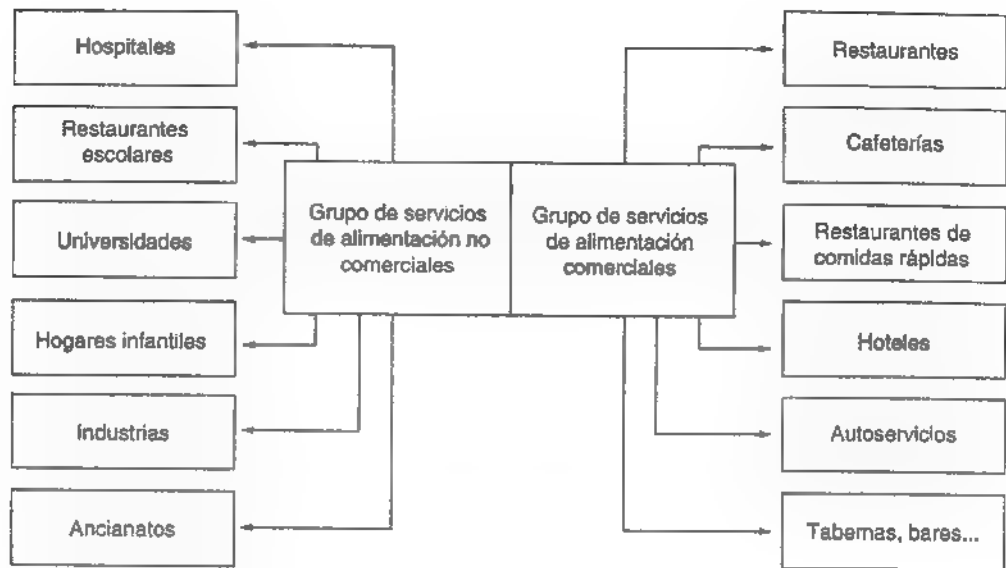 Hospitales
Restaurantes
escolares
Universidades
Hogares infantiles
Industrias
Ancianatos
Grupo de servicios
de alimentación no
comerciales
Grupo de servicios
de alimentación
comerciales
Restaurantes
Cafeterías
Restaurantes de
comidas rápidas
Hoteles
Autoservicios
Tabernas, bares...